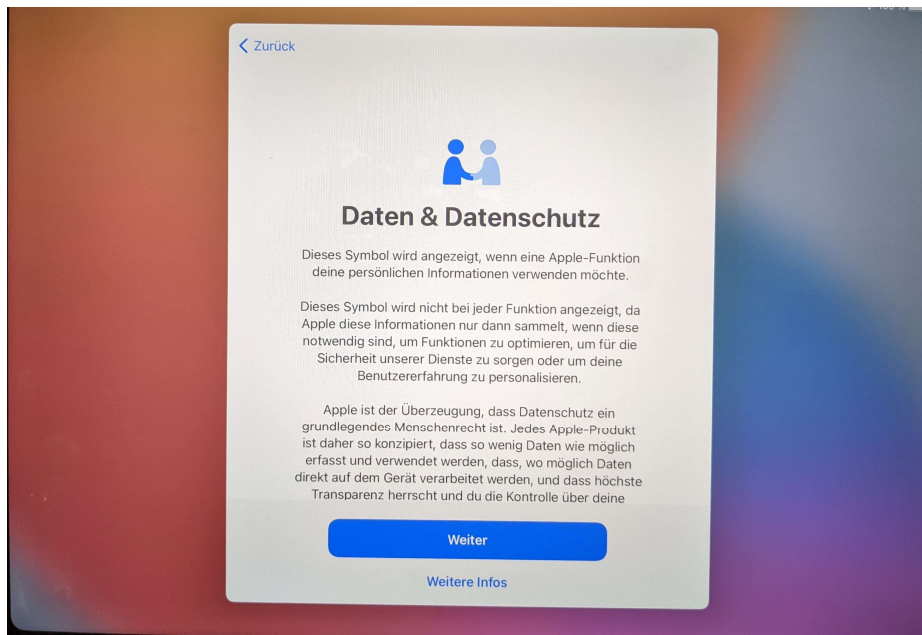 100 %
Zurück
Daten & Datenschutz
Dieses Symbol wird angezeigt, wenn eine Apple-Funktion
deine persönlichen Informationen verwenden möchte.
Dieses Symbol wird nicht bei jeder Funktion angezeigt, da
Apple diese Informationen nur dann sammelt, wenn diese
notwendig sind, um Funktionen zu optimieren, um für die
Sicherheit unserer Dienste zu sorgen oder um deine
Benutzererfahrung zu personalisieren.
Apple ist der Überzeugung, dass Datenschutz ein
grundlegendes Menschenrecht ist. Jedes Apple-Produkt
ist daher so konzipiert, dass so wenig Daten wie möglich
erfasst und verwendet werden, dass, wo möglich Daten
direkt auf dem Gerät verarbeitet werden, und dass höchste
Transparenz herrscht und du die Kontrolle über deine
Weiter
Weitere Infos